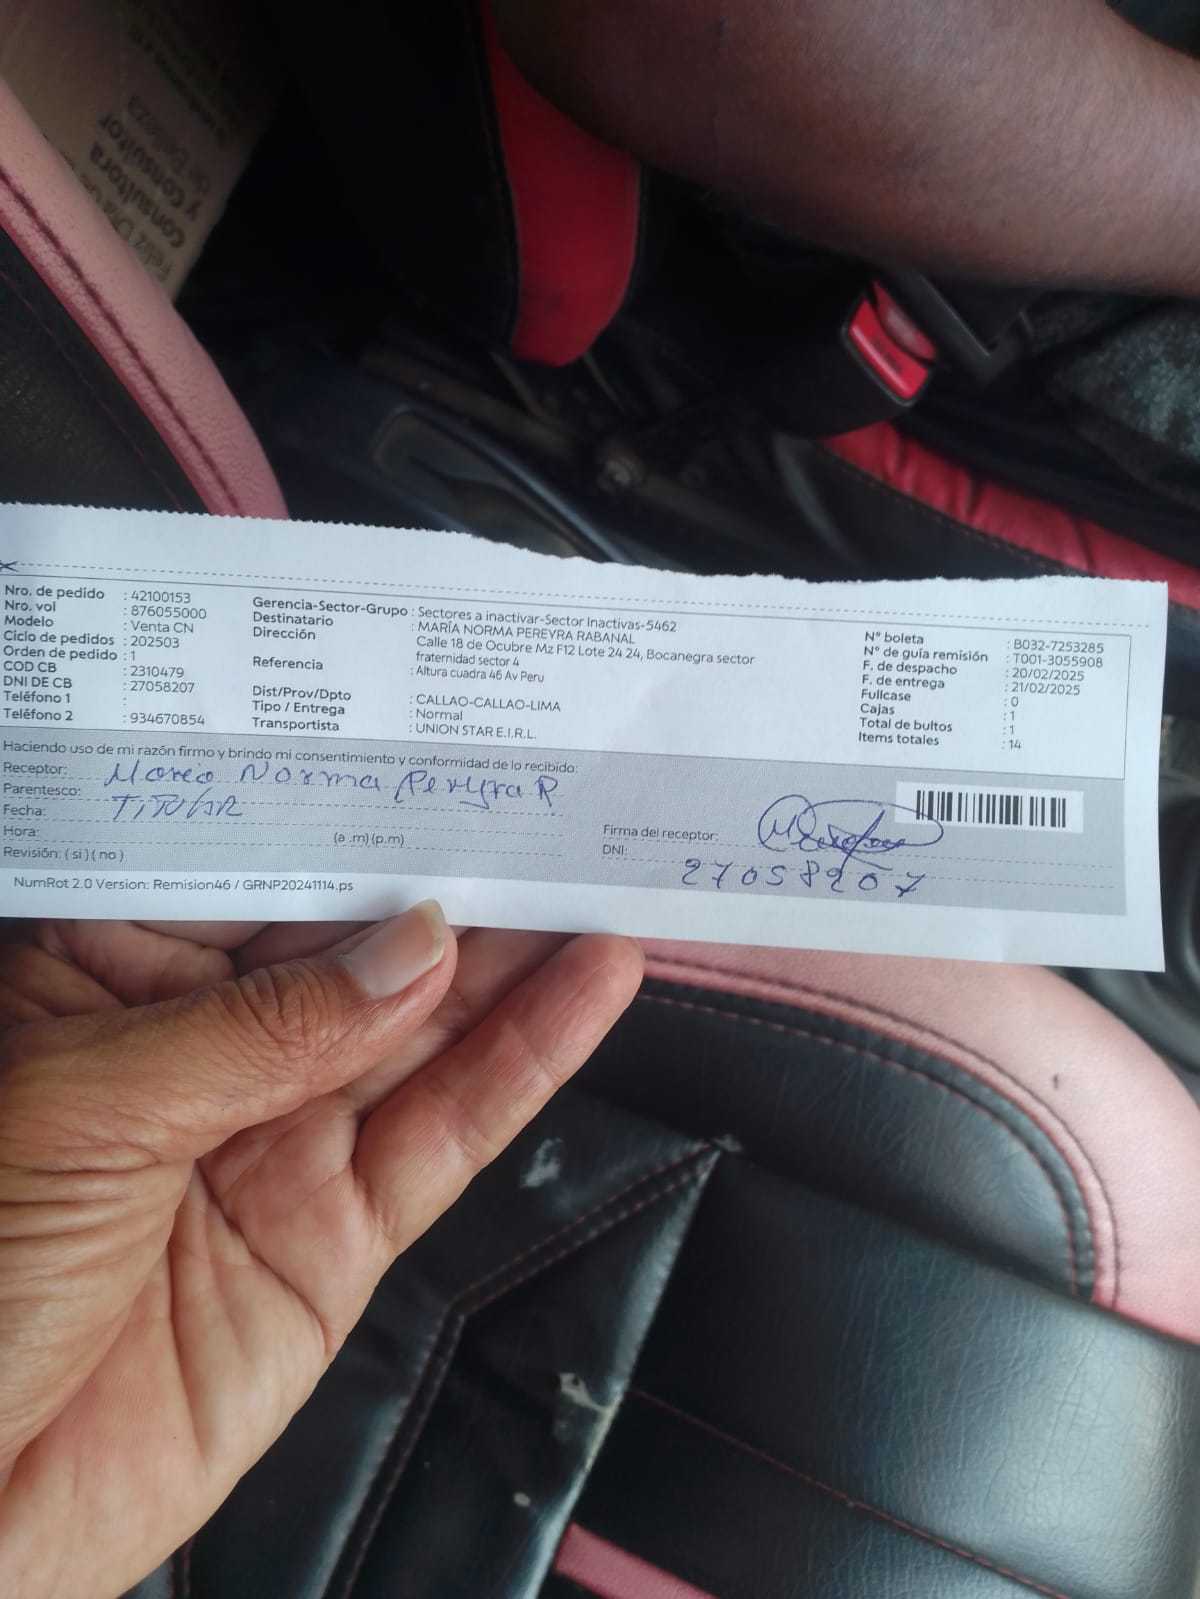 Feliz Día
Consultora
y Consultor
de Belleza
Nro. de pedido : 42100153
Nro. vol : 876055000
Modelo : Venta CN
Ciclo de pedidos : 202503
Orden de pedido : 1
COD CB : 2310479
DNI DE CB : 27058207
Teléfono 1 :
Teléfono 2 : 934670854
Gerencia-Sector-Grupo : Sectores a inactivar-Sector Inactivas-5462
Destinatario : MARÍA NORMA PEREYRA RABANAL
Dirección Calle 18 de Ocubre Mz F12 Lote 24 24, Bocanegra sector
fraternidad sector 4
Referencia : Altura cuadra 46 Av Peru
Dist/Prov/Dpto : CALLAO-CALLAO-LIMA
Tipo / Entrega : Normal
Transportista : UNION STAR E.I.R.L.
N° boleta : B032-7253285
N° de guía remisión : T001-3055908
F. de despacho : 20/02/2025
F. de entrega : 21/02/2025
Fullcase : 0
Cajas : 1
Total de bultos : 1
Items totales : 14
Haciendo uso de mi razón firmo y brindo mi consentimiento y conformidad de lo recibido:
Receptor: Maria Norma Pereyra R
Parentesco: TITULAR
Fecha:
Hora: (a .m) (p.m)
Revisión: ( si ) ( no )
Firma del receptor:
DNI: 27058207
NumRot 2.0 Version: Remision46 / GRNP20241114.ps